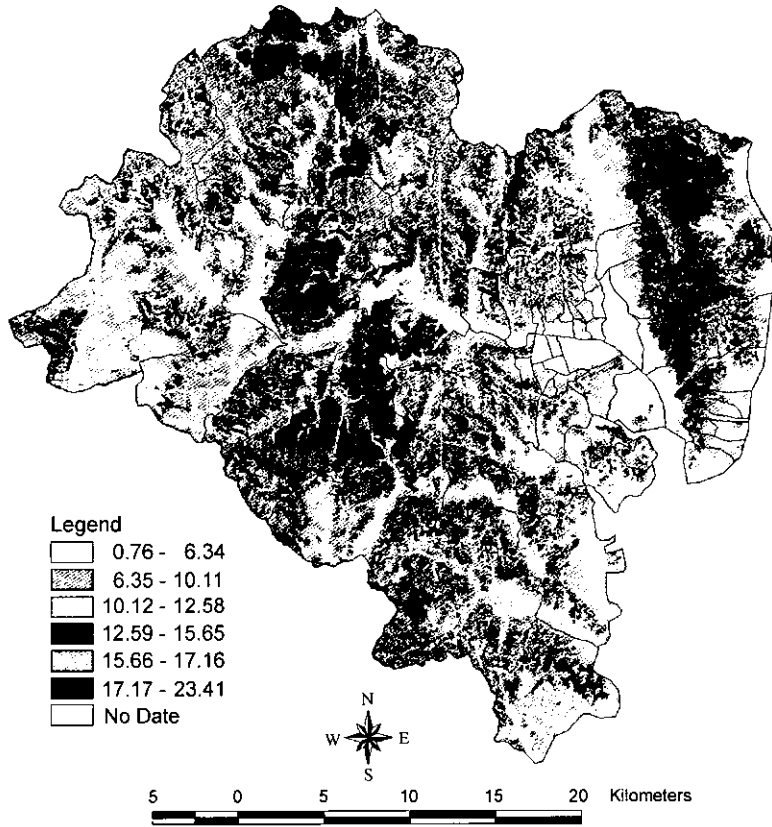 Legend
0.76 - 6.34
6.35 - 10.11
10.12 - 12.58
12.59 - 15.65
15.66 - 17.16
17.17 - 23.41
No Date
N
W E
S
5 0 5 10 15 20 Kilometers